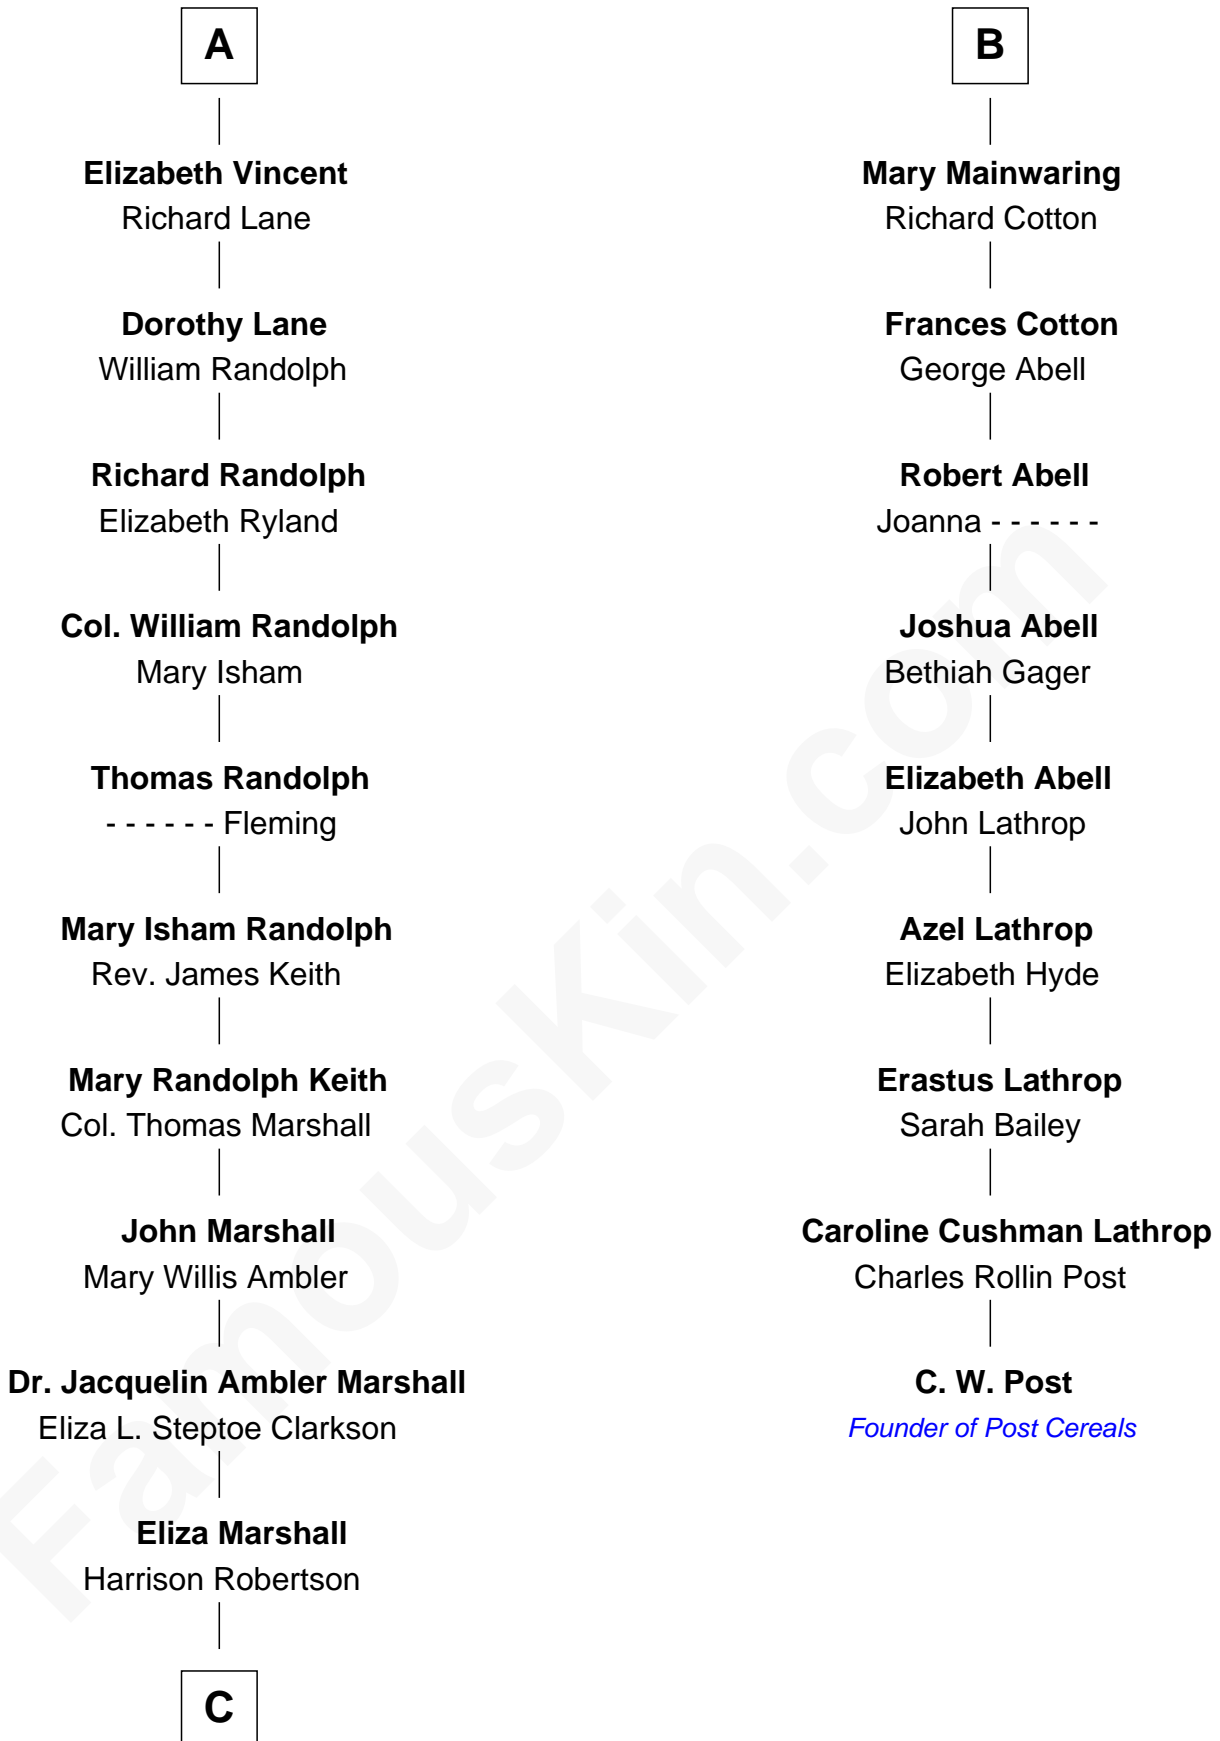 A
Elizabeth Vincent
Richard Lane
Dorothy Lane
William Randolph
Richard Randolph
Elizabeth Ryland
Col. William Randolph
Mary Isham
Thomas Randolph
- - - - - - Fleming
Mary Isham Randolph
Rev. James Keith
Mary Randolph Keith
Col. Thomas Marshall
John Marshall
Mary Willis Ambler
Dr. Jacquelin Ambler Marshall
Eliza L. Steptoe Clarkson
Eliza Marshall
Harrison Robertson
C
B
Mary Mainwaring
Richard Cotton
Frances Cotton
George Abell
Robert Abell
Joanna - - - - - -
Joshua Abell
Bethiah Gager
Elizabeth Abell
John Lathrop
Azel Lathrop
Elizabeth Hyde
Erastus Lathrop
Sarah Bailey
Caroline Cushman Lathrop
Charles Rollin Post
C. W. Post
Founder of Post Cereals
FamousKin.com